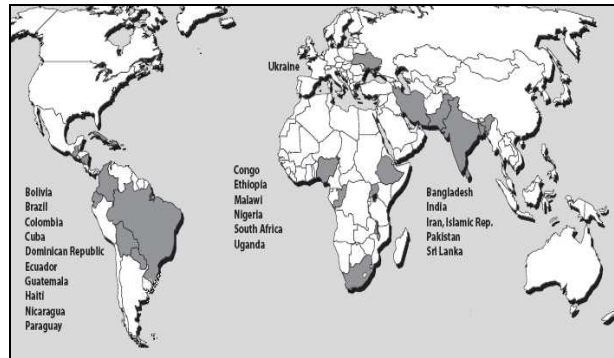 Ukraine
Bolivia
Brazil
Colombia
Cuba
Dominican Republic
Ecuador
Guatemala
Haiti
Nicaragua
Paraguay
Congo
Ethiopia
Malawi
Nigeria
South Africa
Uganda
Bangladesh
India
Iran, Islamic Rep.
Pakistan
Sri Lanka